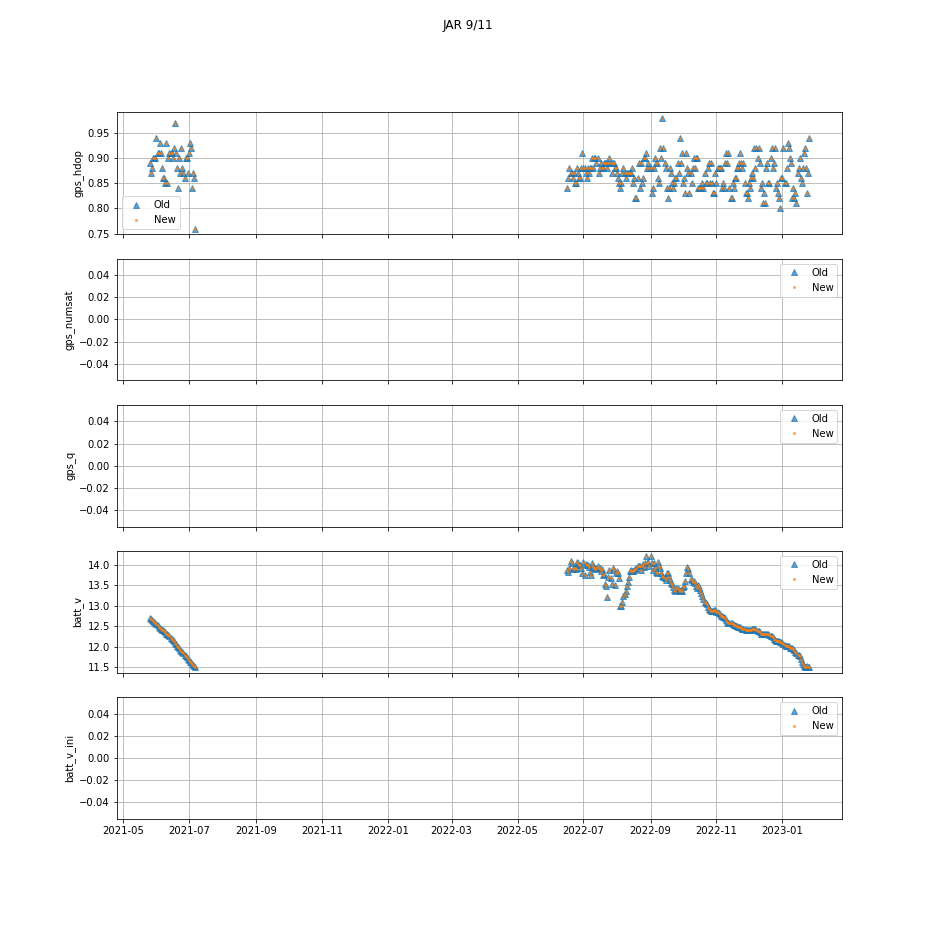 JAR 9/11
0.95
0.90
0.85
0.80
0.75
gps_hdop
Old
New
0.04
0.02
0.00
−0.02
−0.04
gps_numsat
Old
New
0.04
0.02
0.00
−0.02
−0.04
gps_q
Old
New
14.0
13.5
13.0
12.5
12.0
11.5
batt_v
Old
New
0.04
0.02
0.00
−0.02
−0.04
batt_v_ini
Old
New
2021-05 2021-07 2021-09 2021-11 2022-01 2022-03 2022-05 2022-07 2022-09 2022-11 2023-01